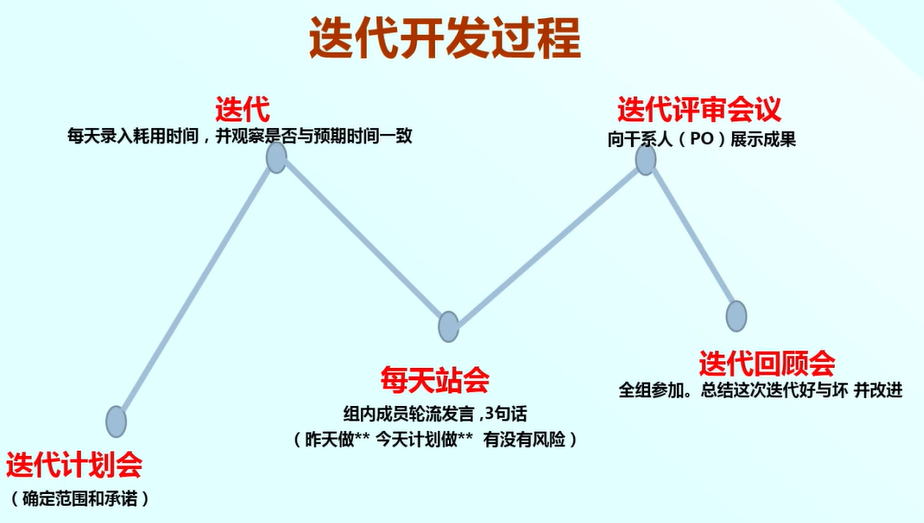 迭代开发过程
迭代
每天录入耗用时间，并观察是否与预期时间一致
迭代评审会议
向干系人（PO）展示成果
每天站会
组内成员轮流发言,3句话
（昨天做** 今天计划做** 有没有风险）
迭代回顾会
全组参加。总结这次迭代好与坏 并改进
迭代计划会
（确定范围和承诺）